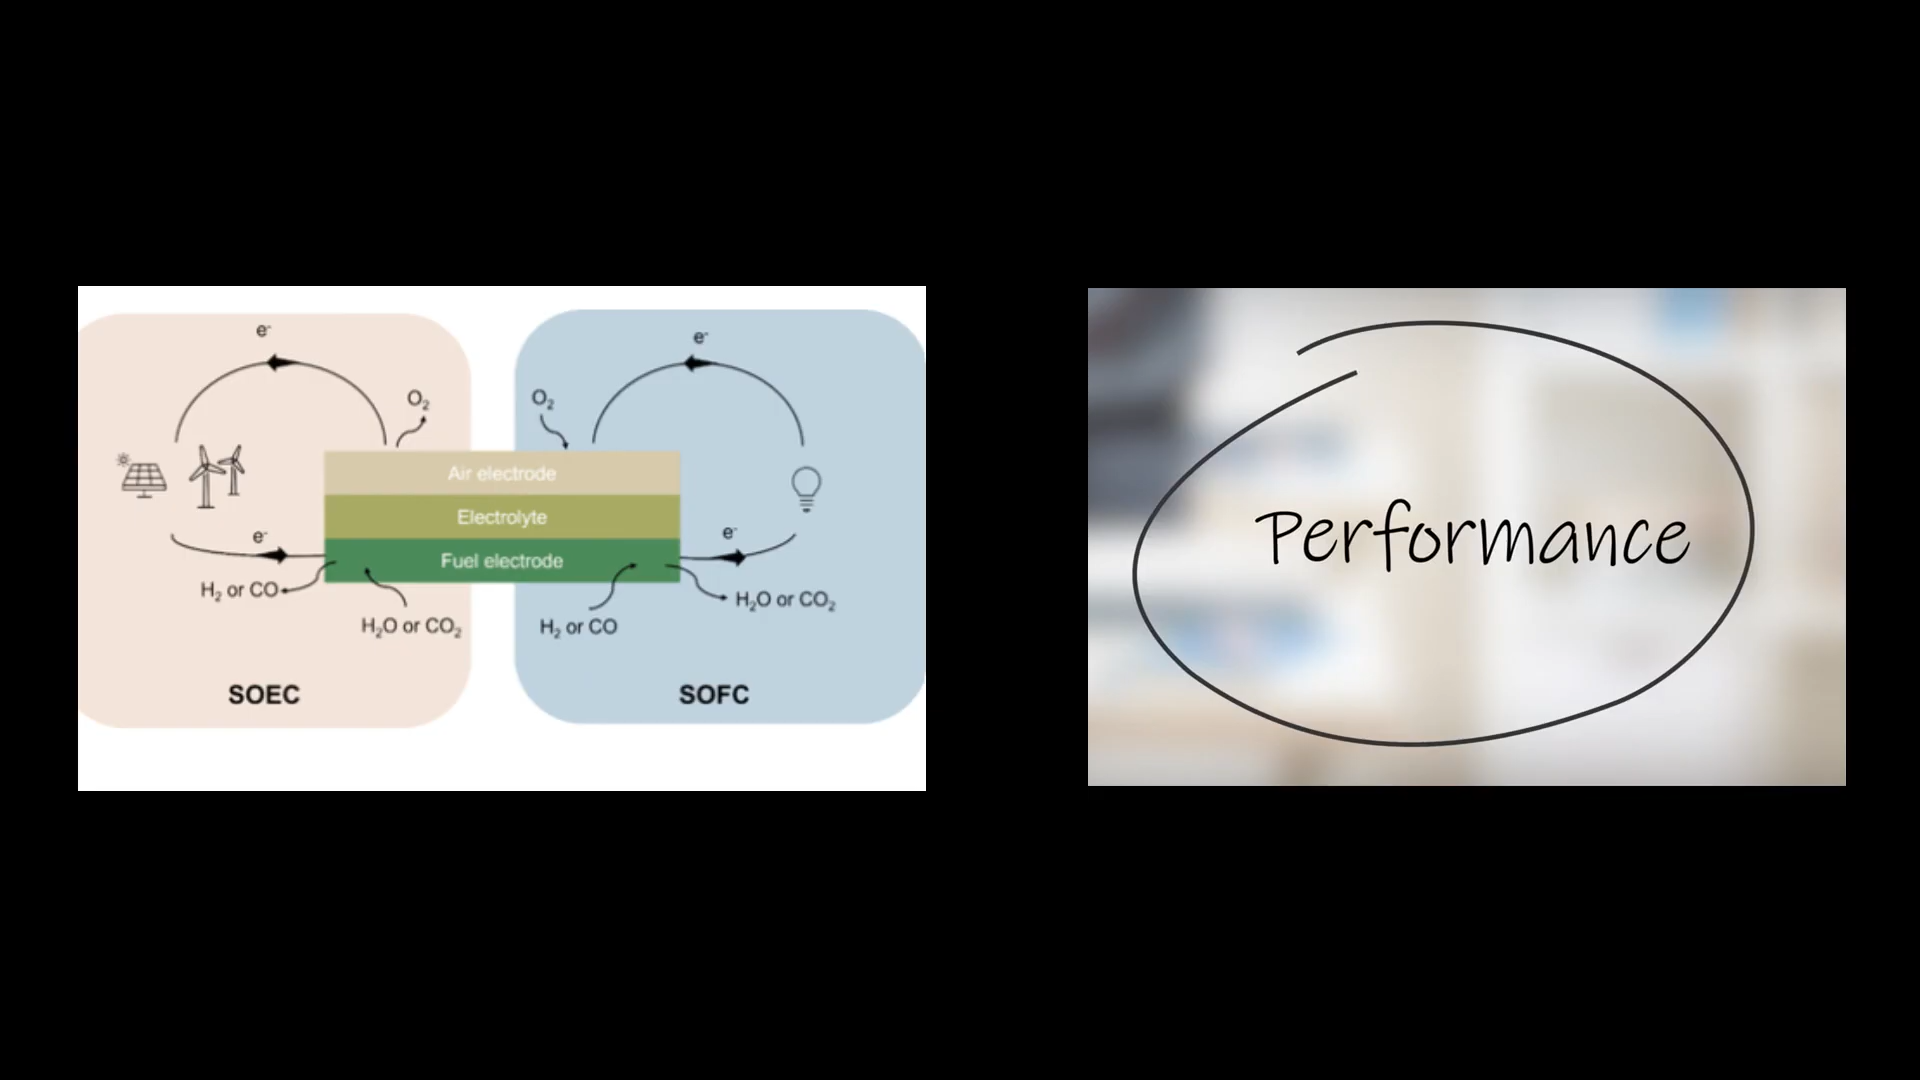 e-
e-
O2
O2
Air electrode
Electrolyte
Fuel electrode
e-
e-
H2 or CO
H2O or CO2
H2 or CO
H2O or CO2
SOEC
SOFC
Performance